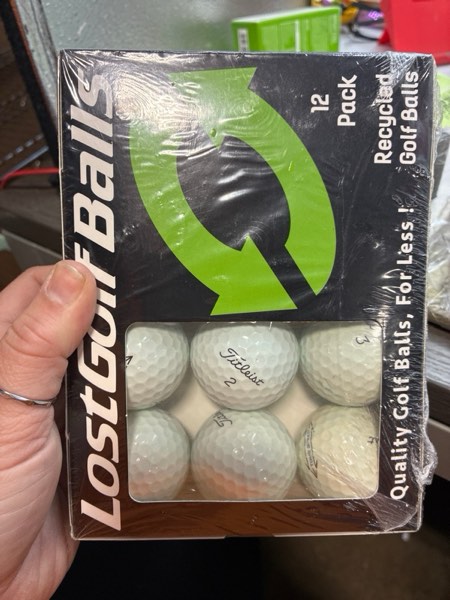 LostGolfBalls
12
Pack
Recycled
Golf Balls
Quality Golf Balls, For Less !
Titleist
2
3